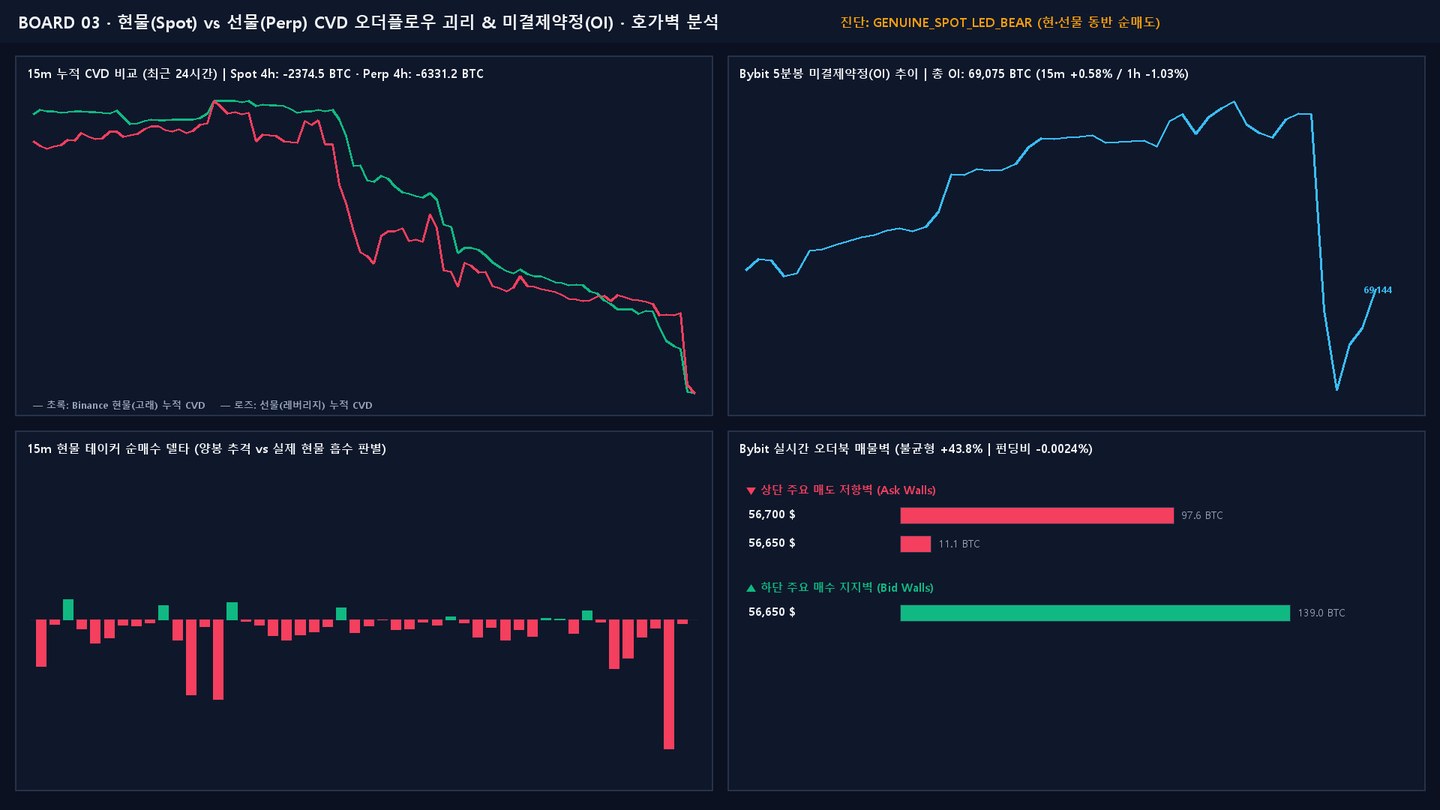 BOARD 03 · 현물(Spot) vs 선물(Perp) CVD 오더플로우 괴리 & 미결제약정(OI) · 호가벽 분석
진단: GENUINE_SPOT_LED_BEAR (현·선물 동반 순매도)
15m 누적 CVD 비교 (최근 24시간) | Spot 4h: -2374.5 BTC · Perp 4h: -6331.2 BTC
— 초록: Binance 현물(고래) 누적 CVD — 로즈: 선물(레버리지) 누적 CVD
Bybit 5분봉 미결제약정(OI) 추이 | 총 OI: 69,075 BTC (15m +0.58% / 1h -1.03%)
69,144
15m 현물 테이커 순매수 델타 (양봉 추격 vs 실제 현물 흡수 판별)
Bybit 실시간 오더북 매물벽 (불균형 +43.8% | 펀딩비 -0.0024%)
▼ 상단 주요 매도 저항벽 (Ask Walls)
56,700 $ 97.6 BTC
56,650 $ 11.1 BTC
▲ 하단 주요 매수 지지벽 (Bid Walls)
56,650 $ 139.0 BTC